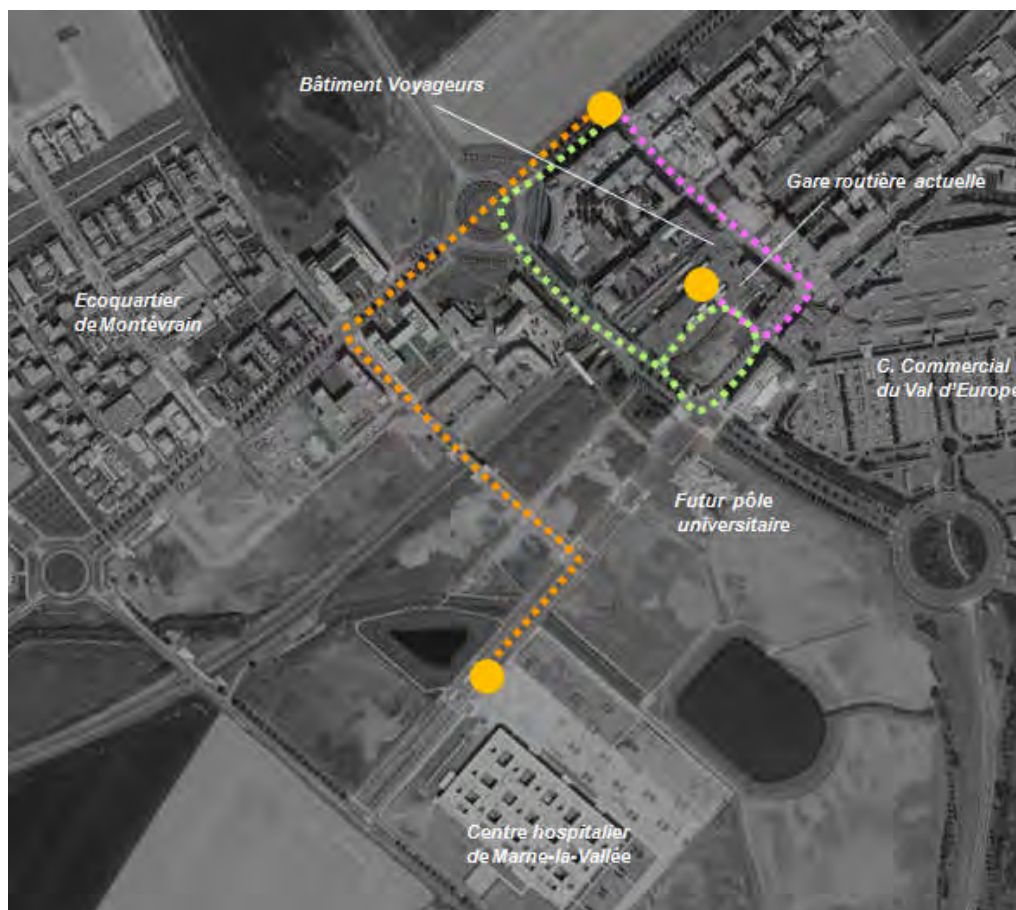 Bâtiment Voyageurs
Gare routière actuelle
Ecoquartier
de Montévrain
C. Commercial
du Val d'Europe
Futur pôle
universitaire
Centre hospitalier
de Marne-la-Vallée